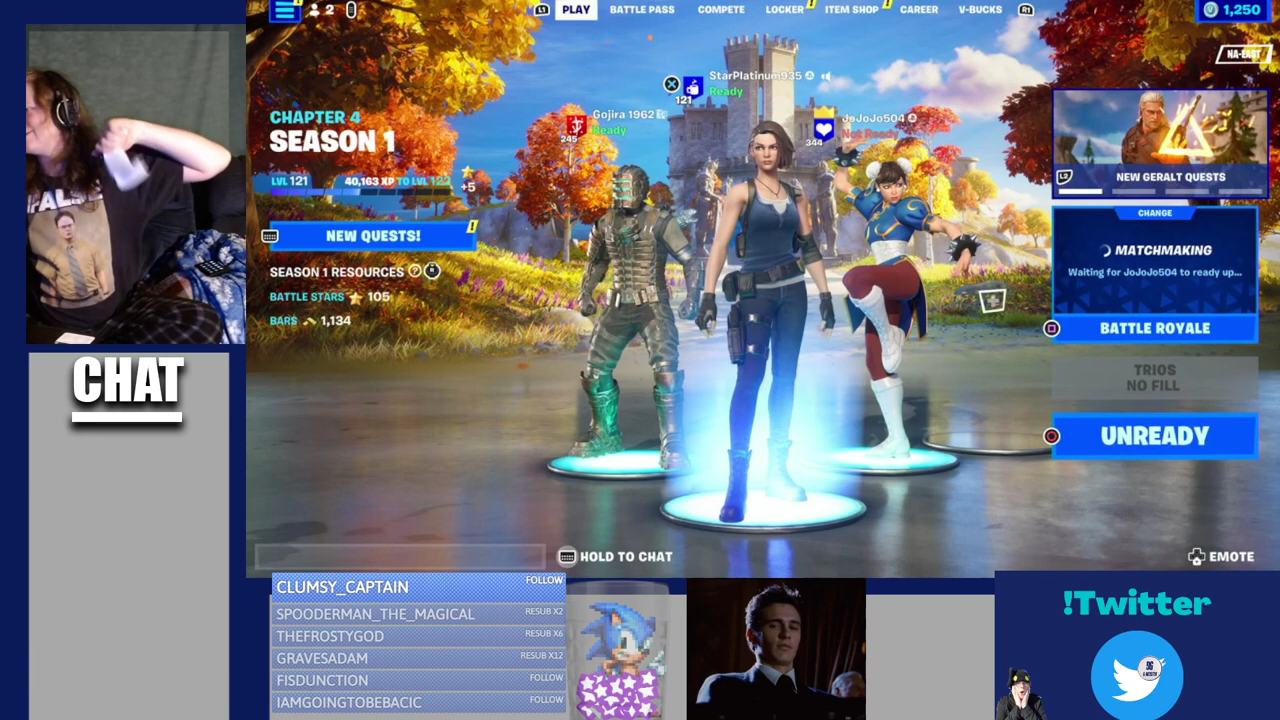 2
L1
PLAY
BATTLE PASS
COMPETE
LOCKER
ITEM SHOP
CAREER
V-BUCKS
R1
1,250
NA-EAST
CHAPTER 4
SEASON 1
LVL 121
40,163 XP TO LVL 122
+5
NEW QUESTS!
SEASON 1 RESOURCES
BATTLE STARS 105
BARS 1,134
StarPlatinum935
Ready
121
Gojira 1962
Ready
245
JoJoJo504
Not Ready
344
L2
NEW GERALT QUESTS
CHANGE
MATCHMAKING
Waiting for JoJoJo504 to ready up...
BATTLE ROYALE
TRIOS
NO FILL
UNREADY
HOLD TO CHAT
EMOTE
CHAT
CLUMSY_CAPTAIN FOLLOW
SPOODERMAN_THE_MAGICAL RESUB X2
THEFROSTYGOD RESUB X6
GRAVESADAM RESUB X12
FISDUNCTION FOLLOW
IAMGOINGTOBEBACIC FOLLOW
!Twitter